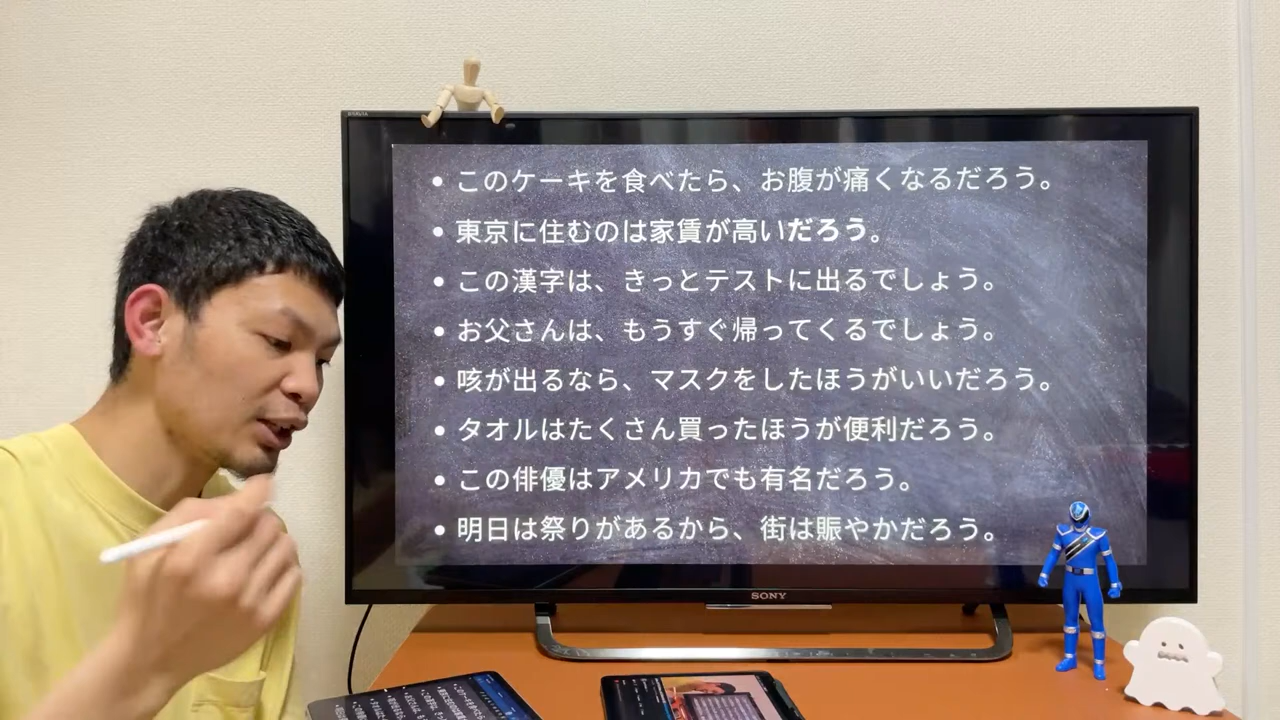 • このケーキを食べたら、お腹が痛くなるだろう。
• 東京に住むのは家賃が高いだろう。
• この漢字は、きっとテストに出るでしょう。
• お父さんは、もうすぐ帰ってくるでしょう。
• 咳が出るなら、マスクをしたほうがいいだろう。
• タオルはたくさん買ったほうが便利だろう。
• この俳優はアメリカでも有名だろう。
• 明日は祭りがあるから、街は賑やかだろう。
SONY